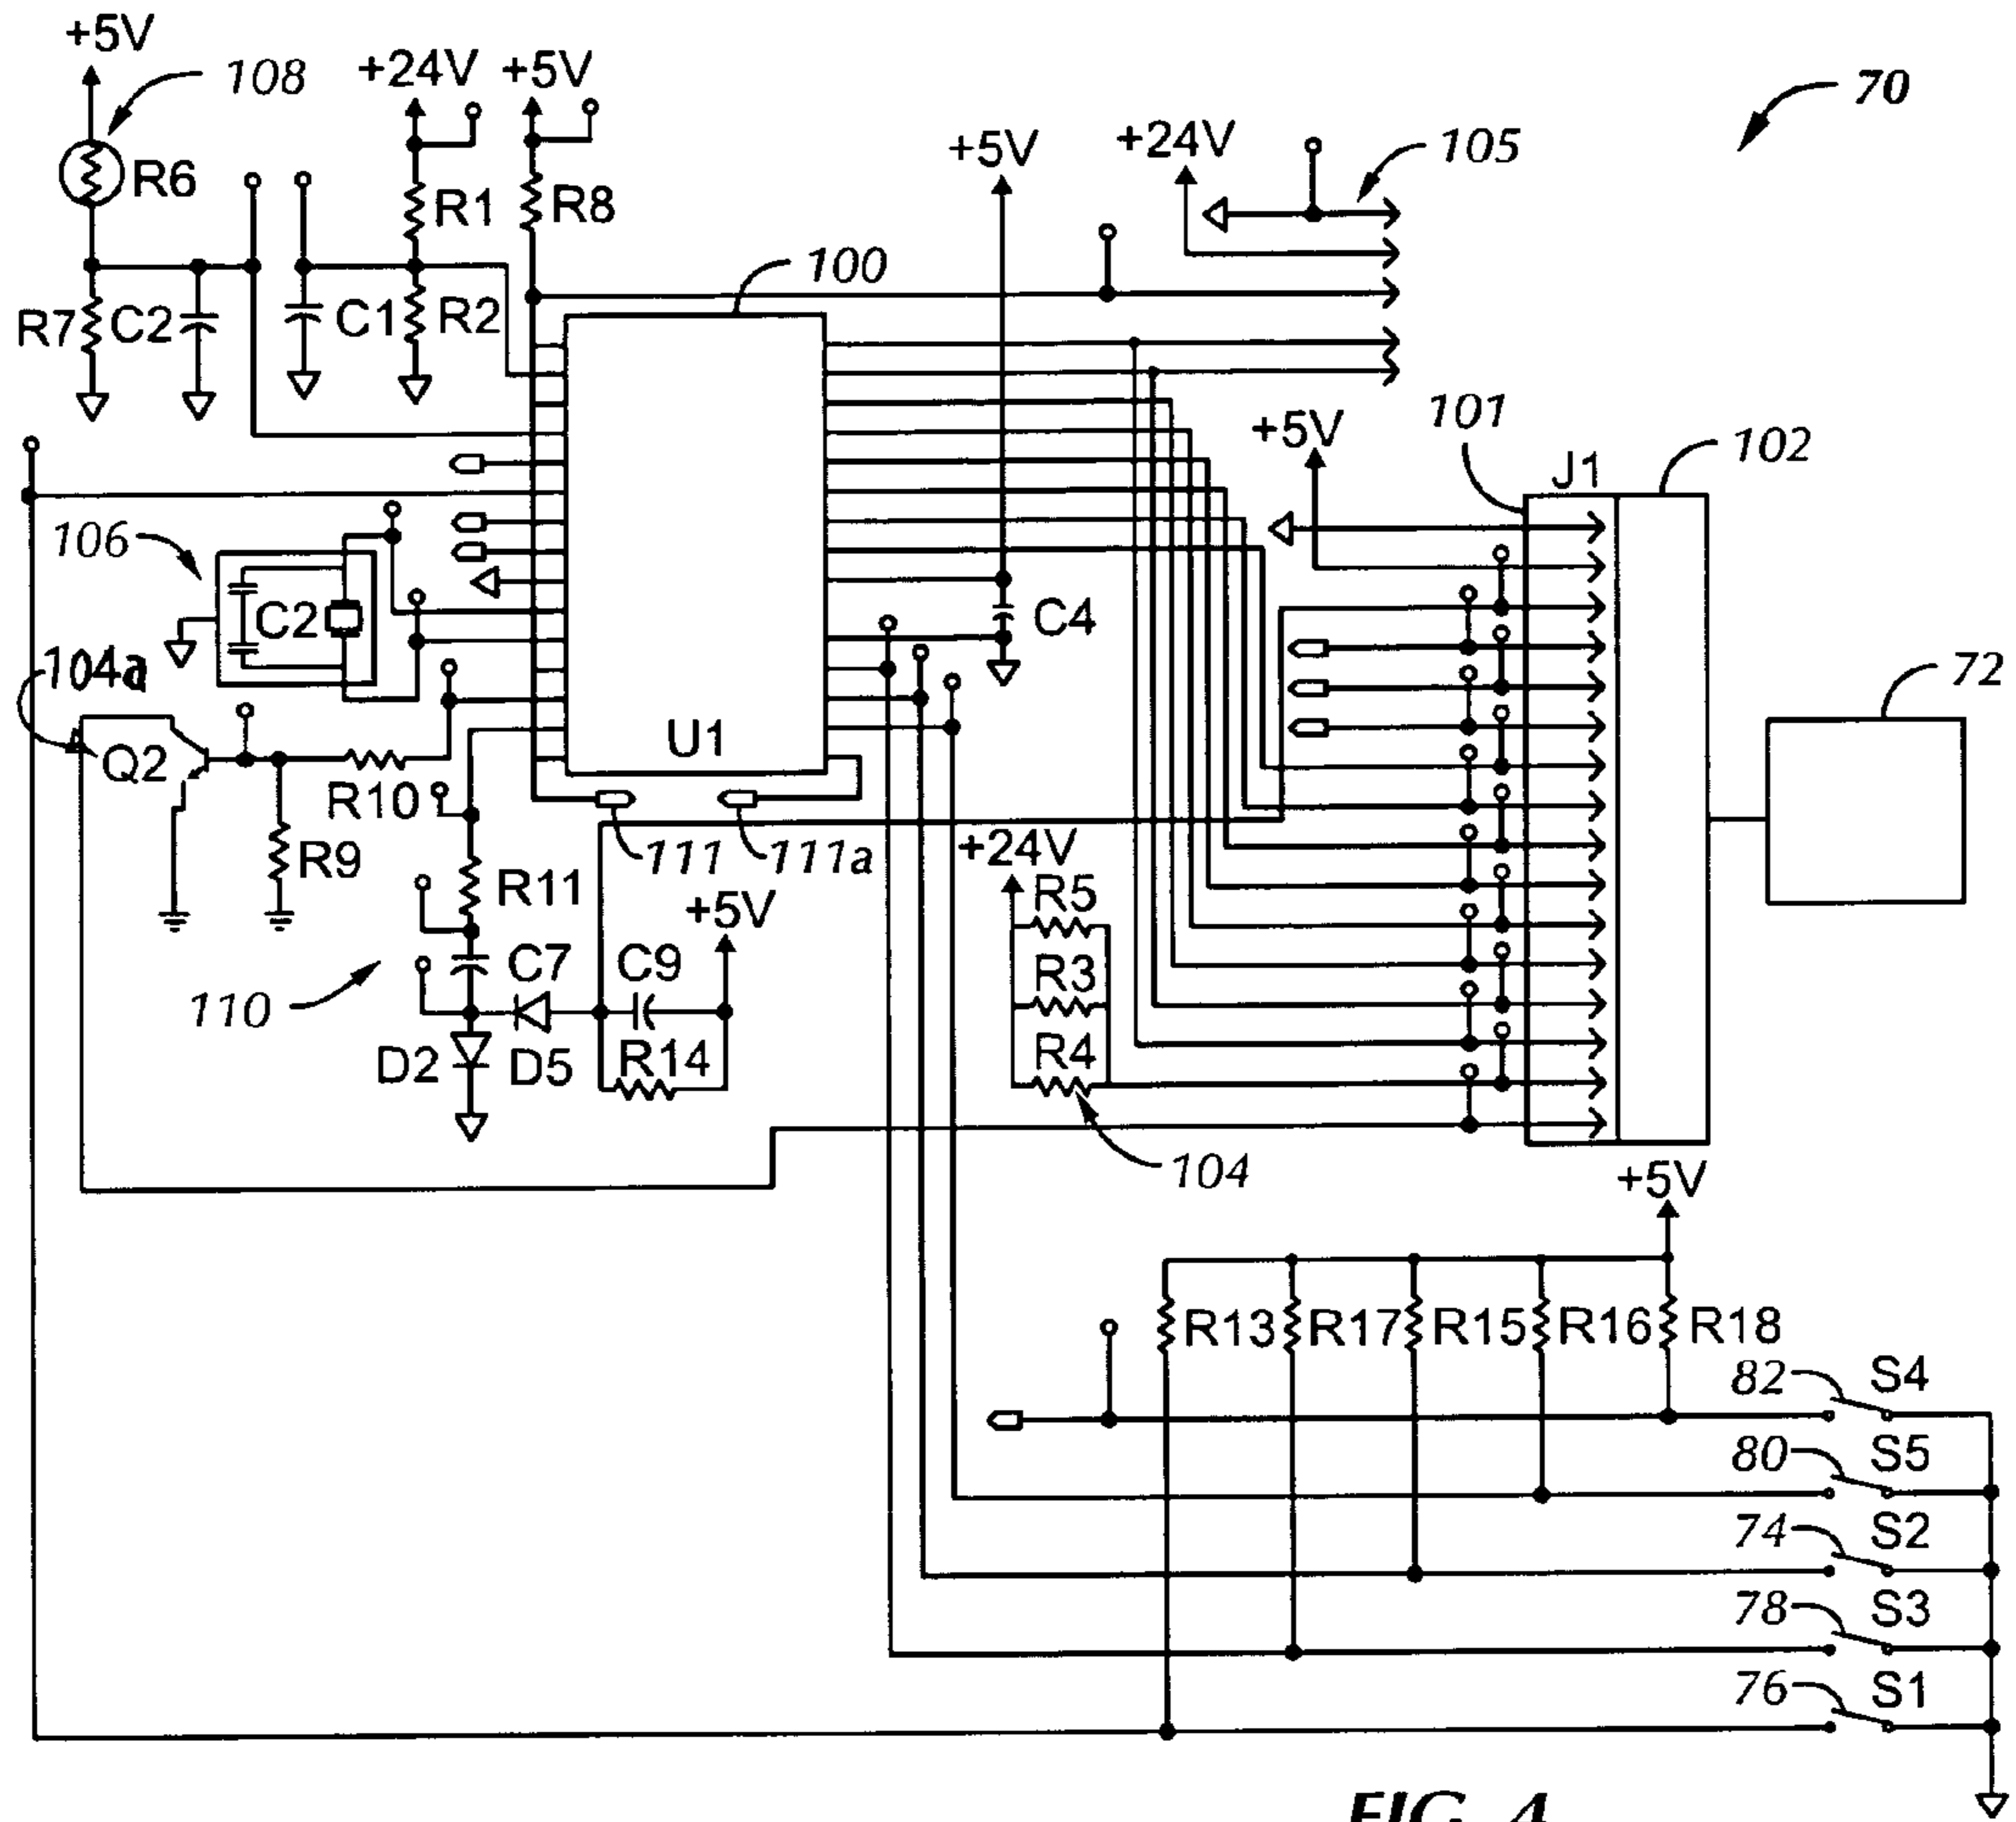 +5V
108
+24V
+5V
70
R6
R1
R8
+5V
+24V
105
100
R7
C2
C1
R2
101
+5V
J1
102
106
C2
C4
104a
72
Q2
U1
R10
R9
111
111a
+24V
R11
+5V
R5
C7
C9
R3
110
D2
D5
R14
R4
104
+5V
R13
R17
R15
R16
R18
82
S4
80
S5
74
S2
78
S3
76
S1
FIG. 4